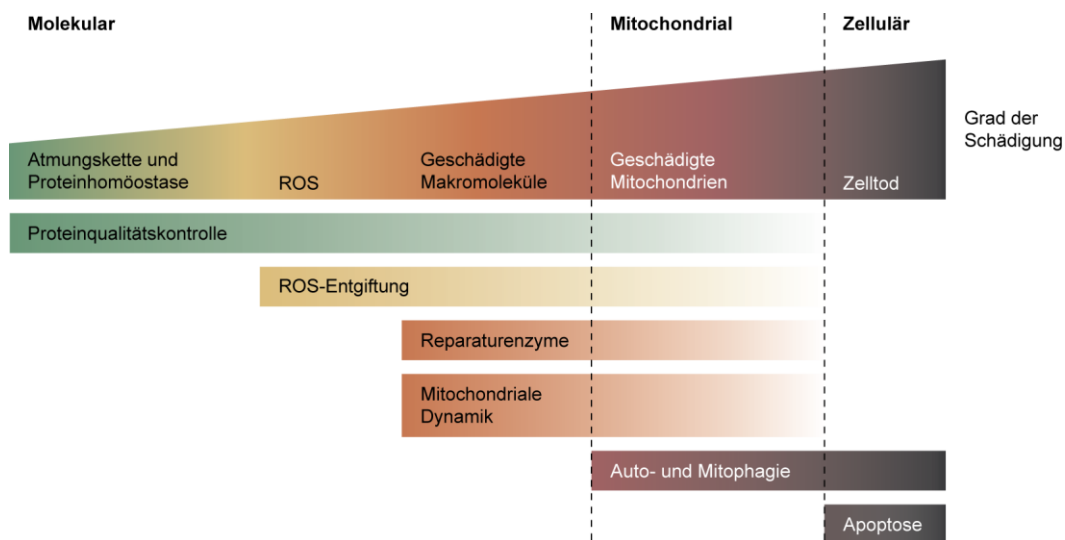 Molekular
Mitochondrial
Zellulär
Grad der
Schädigung
Atmungskette und
Proteinhomöostase
ROS
Geschädigte
Makromoleküle
Geschädigte
Mitochondrien
Zelltod
Proteinqualitätskontrolle
ROS-Entgiftung
Reparaturenzyme
Mitochondriale
Dynamik
Auto- und Mitophagie
Apoptose